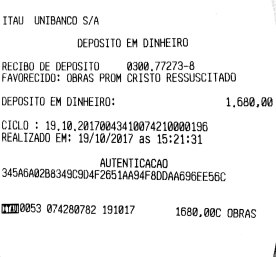 ITAU UNIBANCO S/A
DEPOSITO EM DINHEIRO
RECIBO DE DEPOSITO 0300.77273-8
FAVORECIDO: OBRAS PROM CRISTO RESSUSCITADO
DEPOSITO EM DINHEIRO: 1.680,00
CICLO : 19.10.20170043410074210000196
REALIZADO EM: 19/10/2017 as 15:21:31
AUTENTICACAO
345A6A02B8349C9D4F2651AA94F8DDAA696EE56C
0053 074280782 191017 1680,00C OBRAS